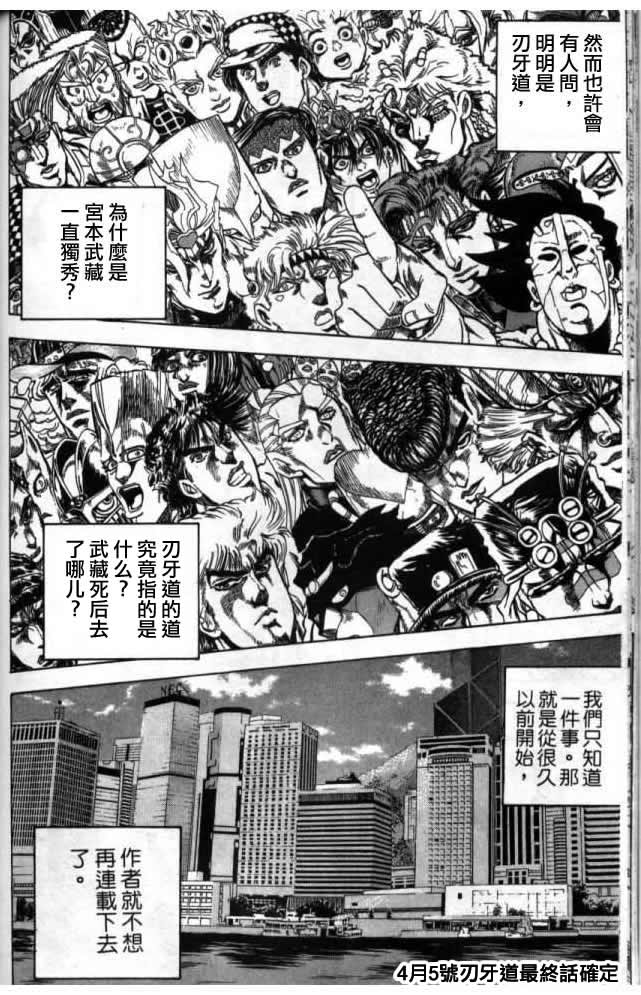 然而也許會
有人問，
明明是
刃牙道，
為什麼是
宮本武藏
一直獨秀？
刃牙道的道
究竟指的是
什么？
武藏死后去
了哪儿？
我們只知道
一件事。那
就是從很久
以前開始，
NEC
作者就不想
再連載下去
了。
4月5號刃牙道最終話確定